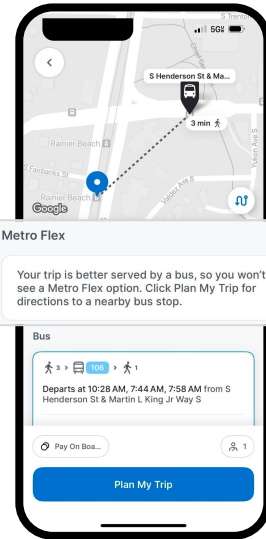 S Trenton
5G
S Henderson St & Ma...
3 min
Rainier Beach
Yukon Ave S
S Fairbanks St
Rainier Beach
Valdez Ave S
Google
Metro Flex
Your trip is better served by a bus, so you won't
see a Metro Flex option. Click Plan My Trip for
directions to a nearby bus stop.
Bus
3 > 106 > 1
Departs at 10:28 AM, 7:44 AM, 7:58 AM from S
Henderson St & Martin L King Jr Way S
Pay On Boa...
1
Plan My Trip